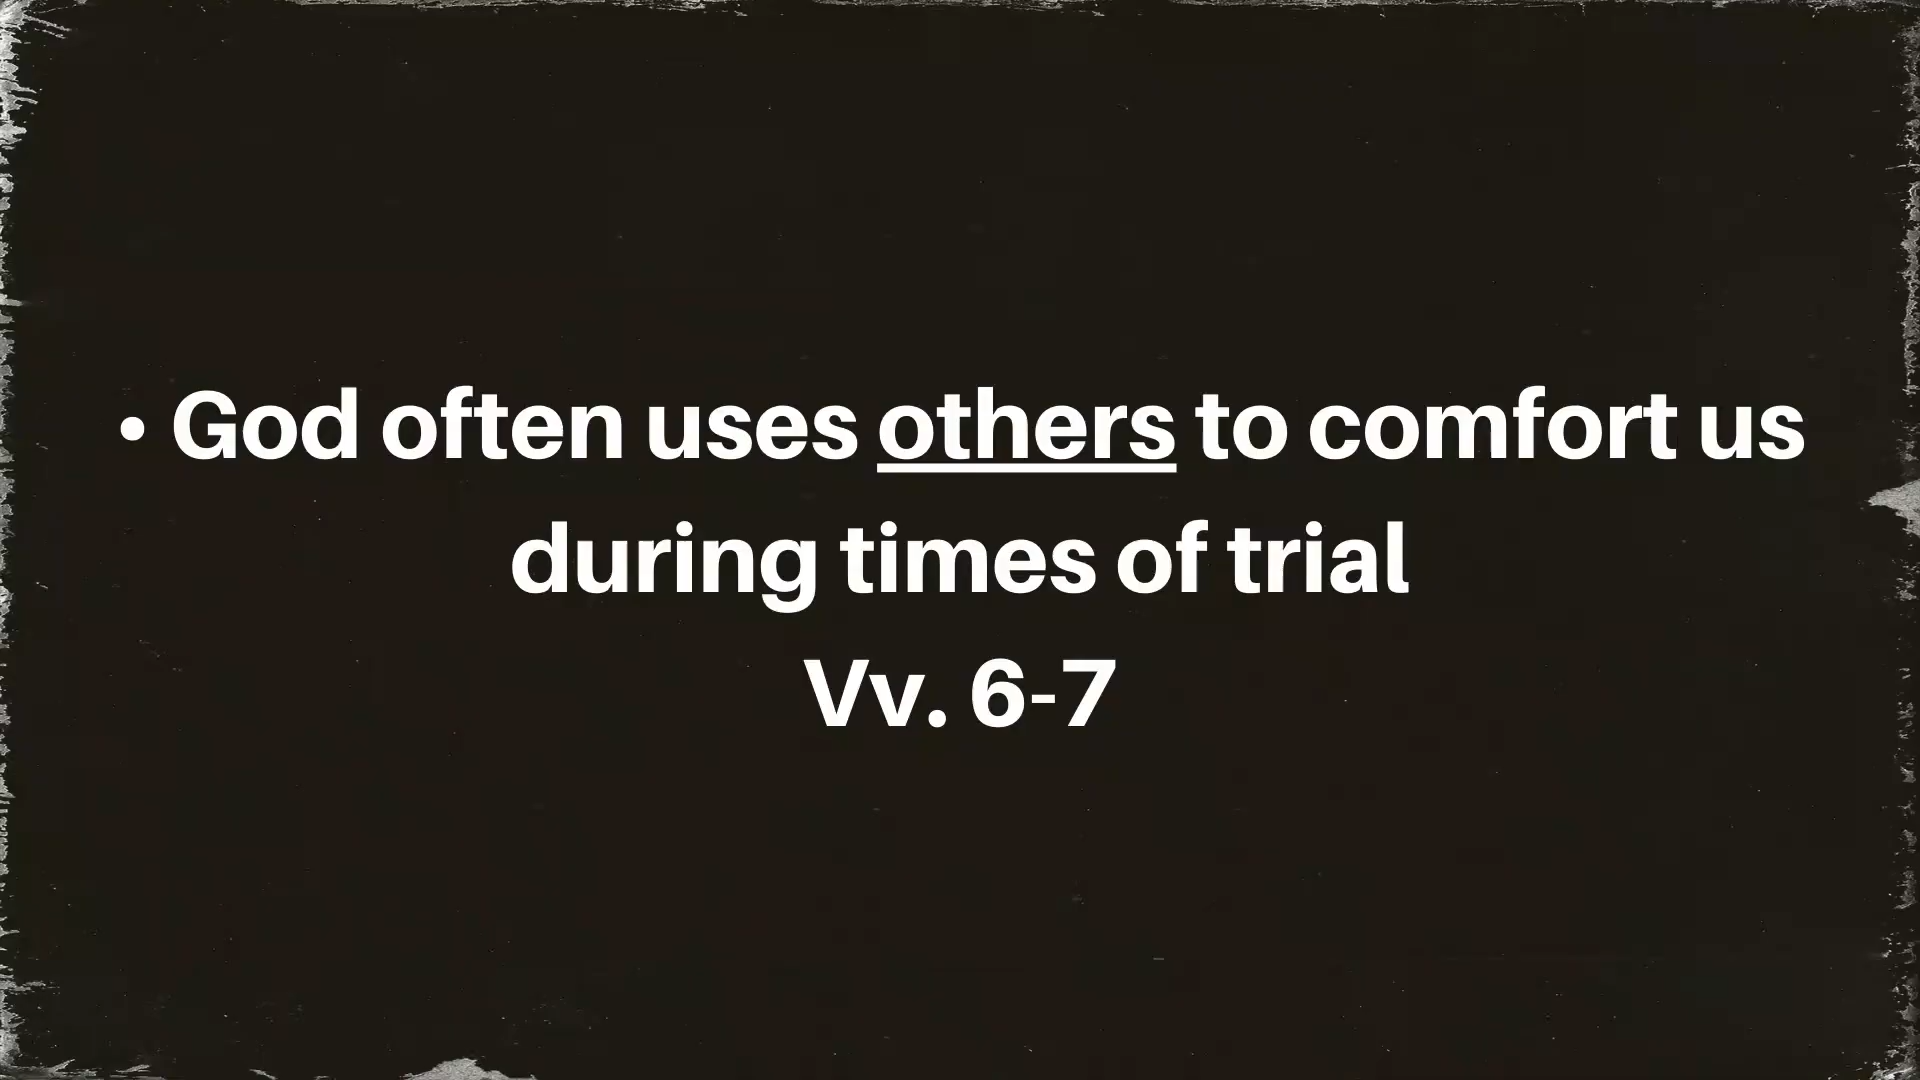 • God often uses others to comfort us
during times of trial
Vv. 6-7